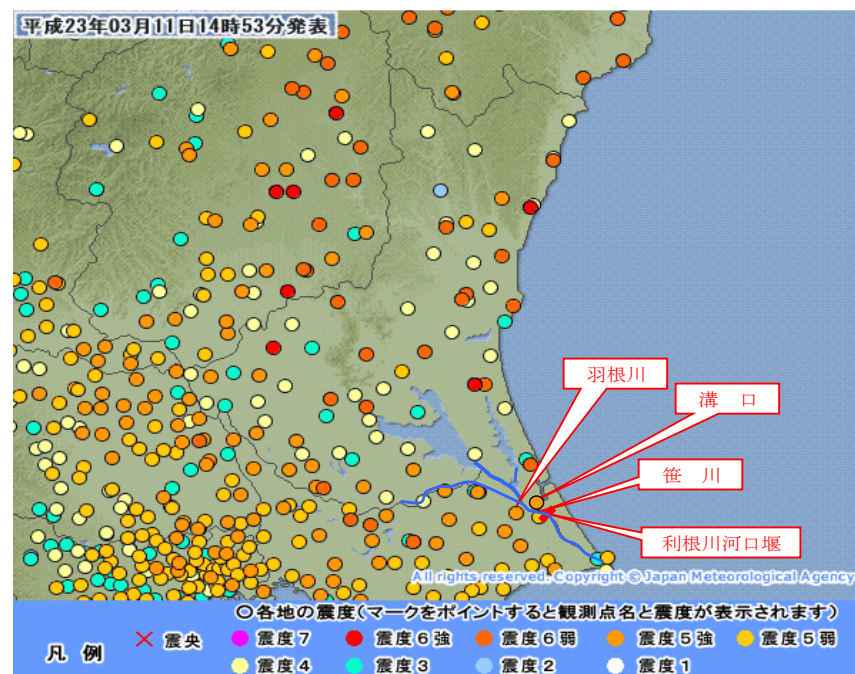 平成23年03月11日14時53分発表
羽根川
溝 口
笹 川
利根川河口堰
All rights reserved. Copyright © Japan Meteorological Agency
○各地の震度(マークをポイントすると観測点名と震度が表示されます)
凡 例
震央 震度7 震度6強 震度6弱 震度5強 震度5弱
震度4 震度3 震度2 震度1